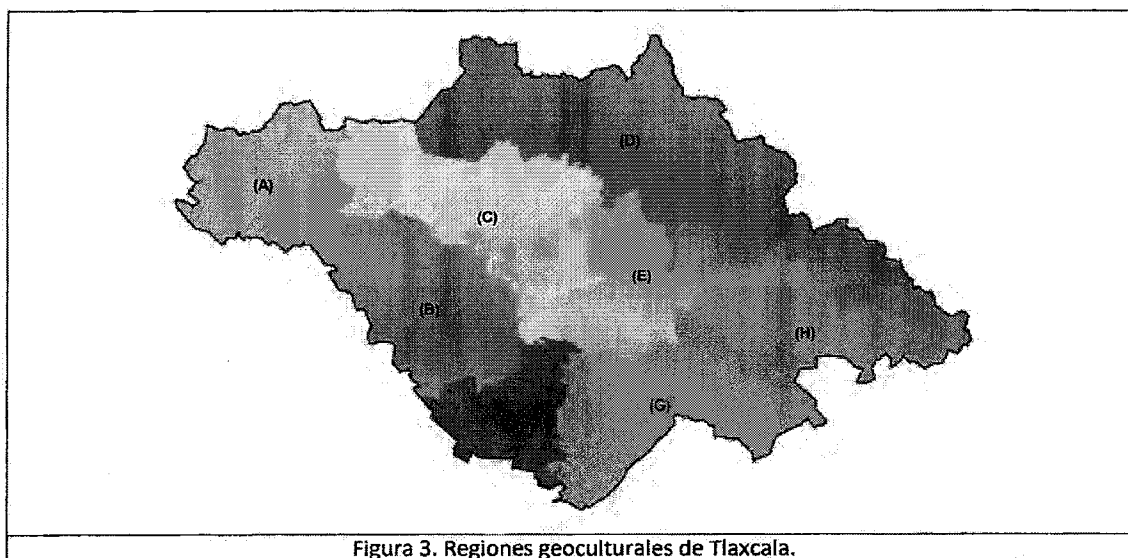 (D)
(A)
(C)
(E)
(B)
(H)
(G)
Figura 3. Regiones geoculturales de Tlaxcala.